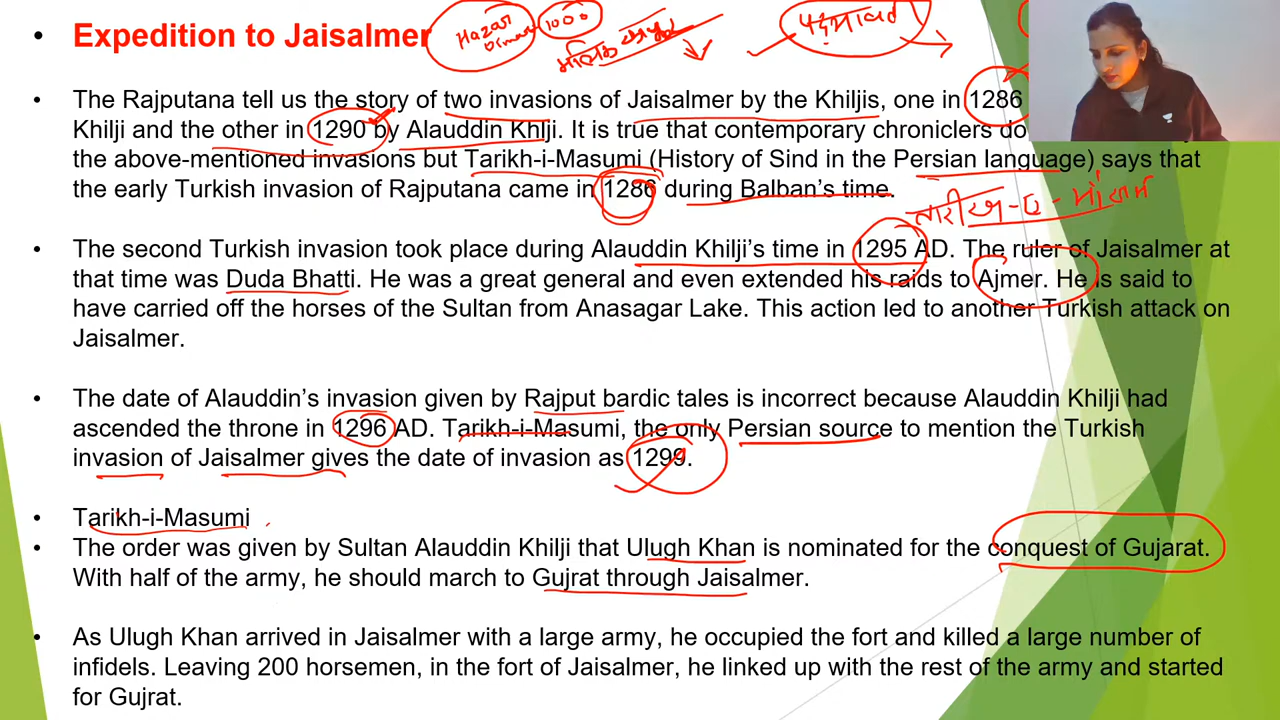 Hazar
Dinari
1000
मलिक काफूर
पद्मावत
• Expedition to Jaisalmer
• The Rajputana tell us the story of two invasions of Jaisalmer by the Khiljis, one in 1286
Khilji and the other in 1290 by Alauddin Khlji. It is true that contemporary chroniclers do
the above-mentioned invasions but Tarikh-i-Masumi (History of Sind in the Persian language) says that
the early Turkish invasion of Rajputana came in 1286 during Balban's time.
तारीख-ए-
• The second Turkish invasion took place during Alauddin Khilji's time in 1295 AD. The ruler of Jaisalmer at
that time was Duda Bhatti. He was a great general and even extended his raids to Ajmer. He is said to
have carried off the horses of the Sultan from Anasagar Lake. This action led to another Turkish attack on
Jaisalmer.
• The date of Alauddin's invasion given by Rajput bardic tales is incorrect because Alauddin Khilji had
ascended the throne in 1296 AD. Tarikh-i-Masumi, the only Persian source to mention the Turkish
invasion of Jaisalmer gives the date of invasion as 1299.
• Tarikh-i-Masumi
• The order was given by Sultan Alauddin Khilji that Ulugh Khan is nominated for the conquest of Gujarat.
With half of the army, he should march to Gujrat through Jaisalmer.
• As Ulugh Khan arrived in Jaisalmer with a large army, he occupied the fort and killed a large number of
infidels. Leaving 200 horsemen, in the fort of Jaisalmer, he linked up with the rest of the army and started
for Gujrat.